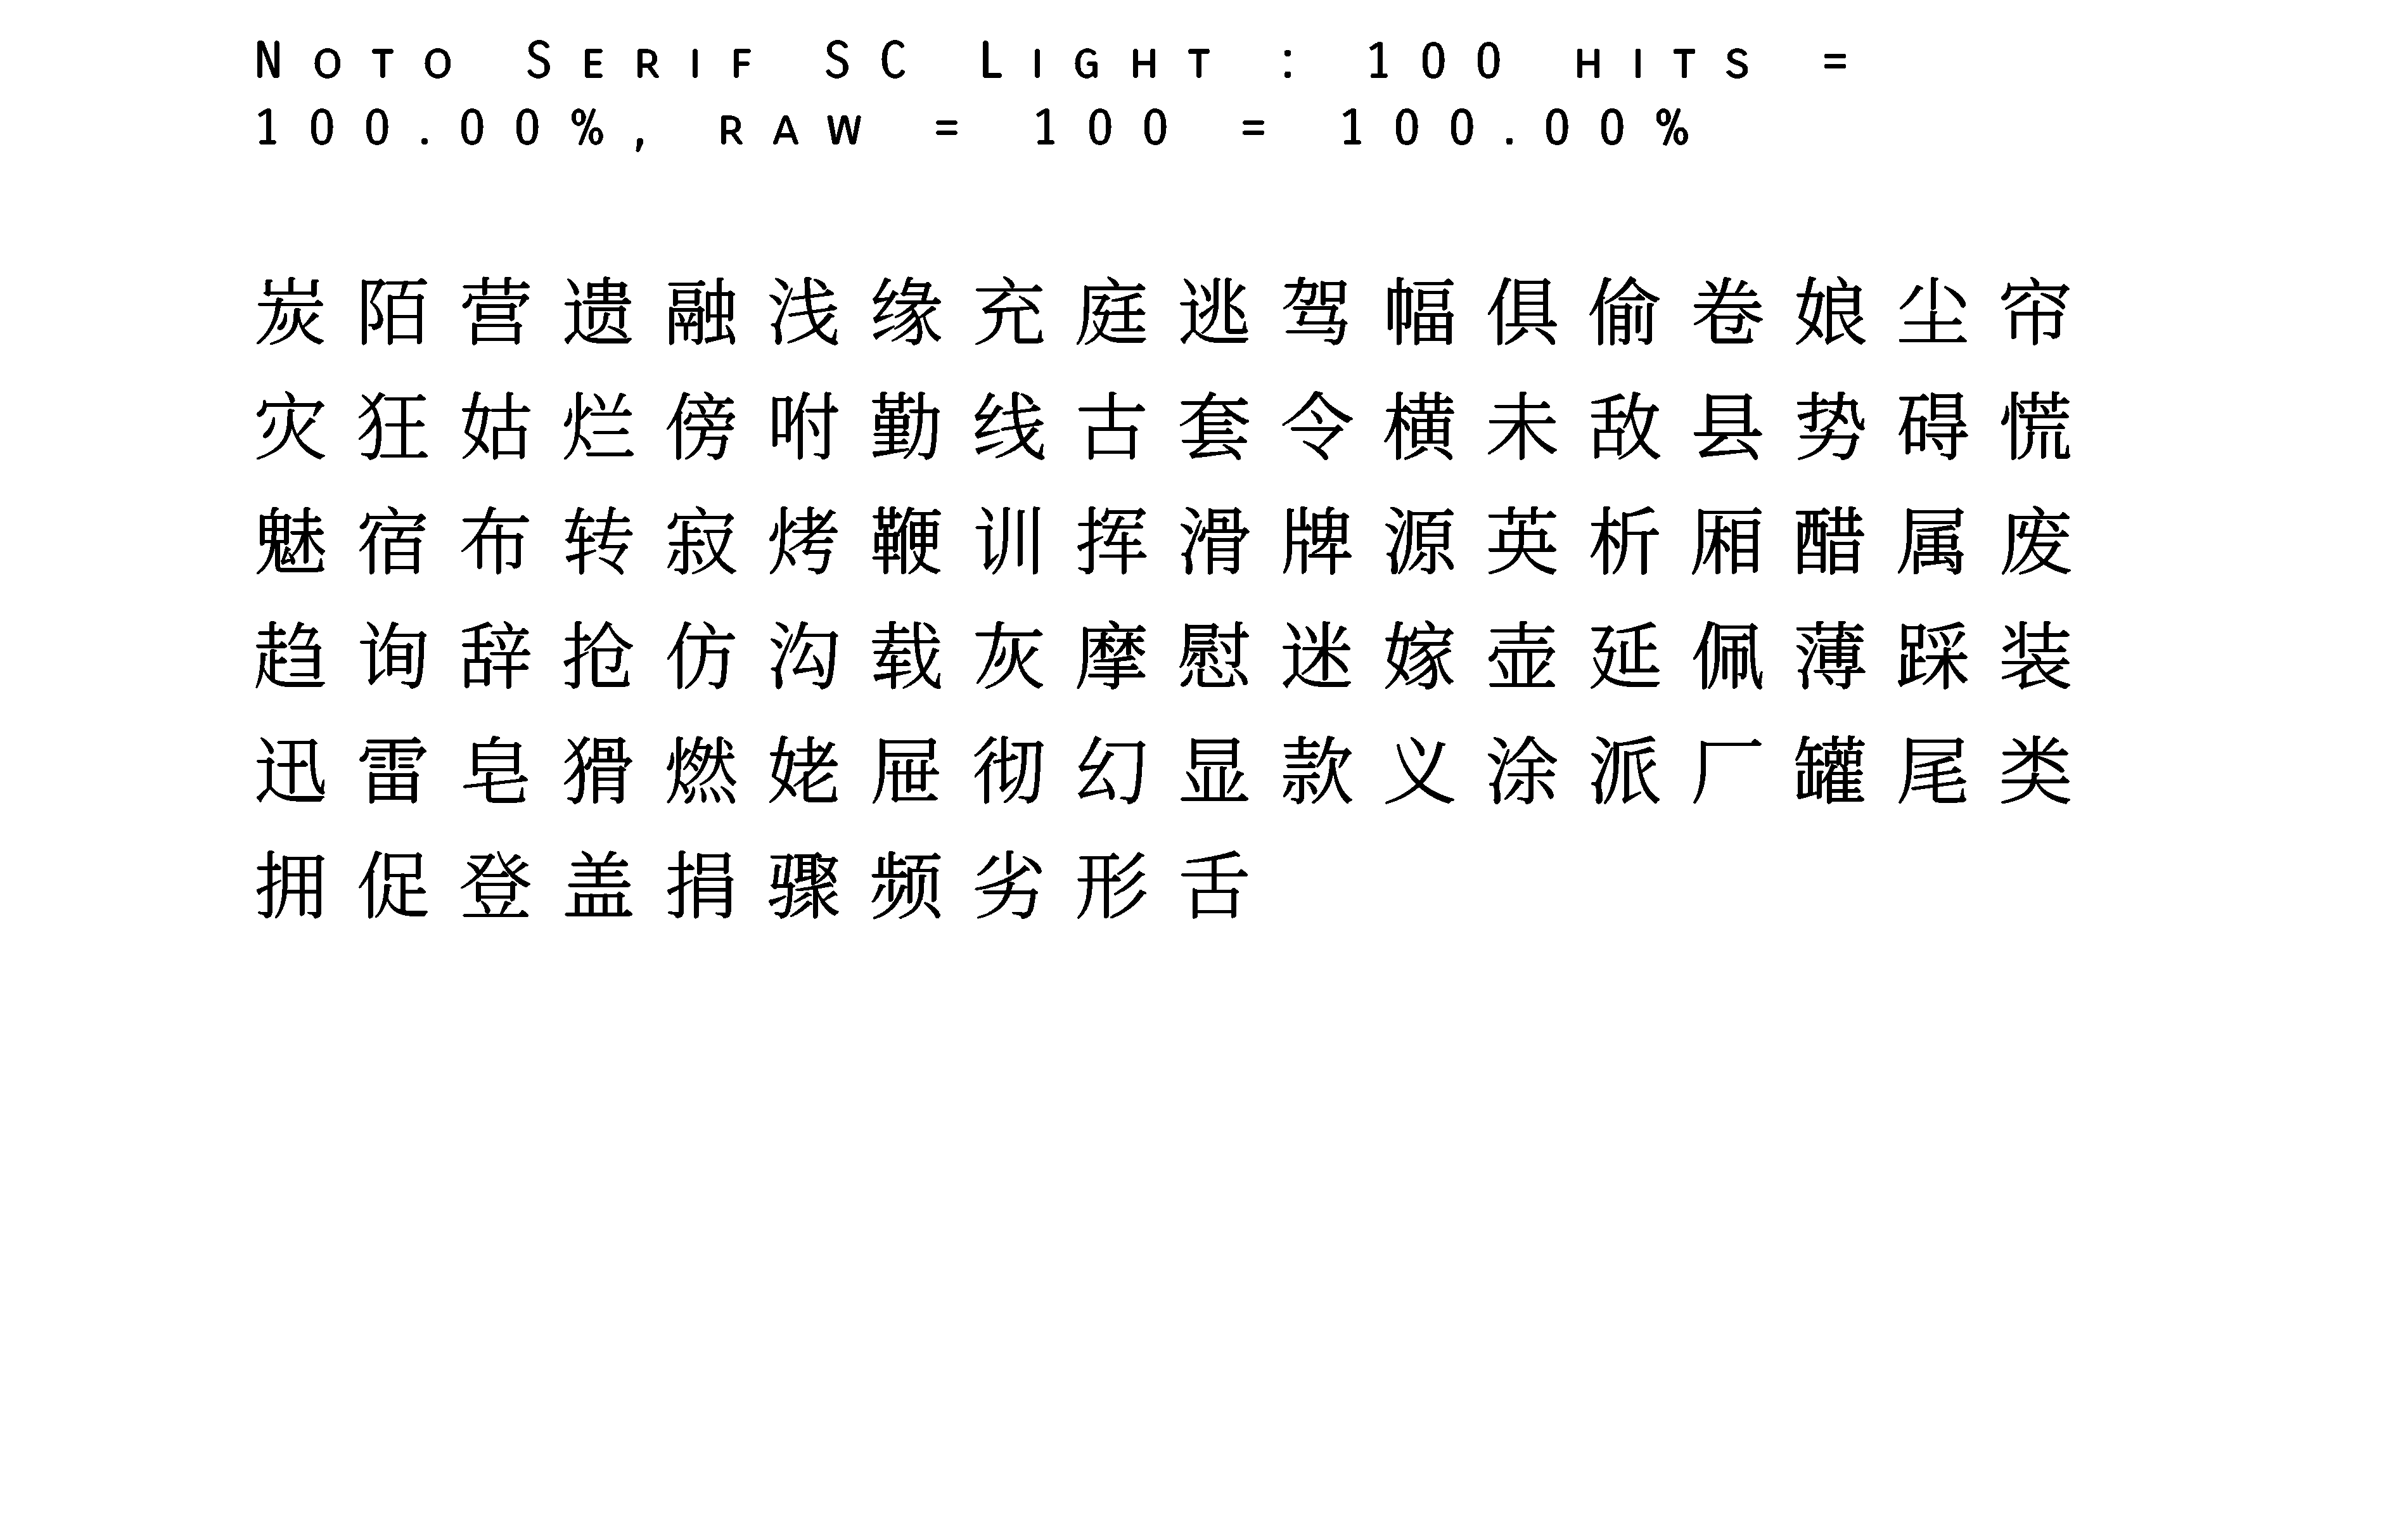 Noto Serif SC Light : 100 hits =
100.00%, raw = 100 = 100.00%
炭陌营遗融浅缘充庭逃驾幅俱偷卷娘尘帘
灾狂姑烂傍咐勤线古套令横未敌县势碍慌
魅宿布转寂烤鞭训挥滑牌源英析厢醋属废
趋询辞抢仿沟载灰摩慰迷嫁壶延佩薄踩装
迅雷皂猾燃姥屉彻幻显款义涂派厂罐尾类
拥促登盖捐骤频劣形舌